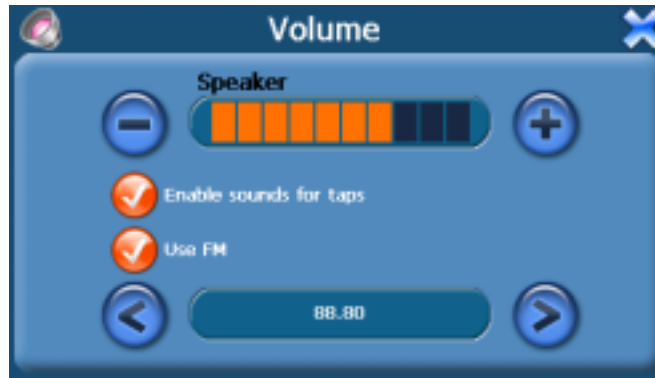 Volume
Speaker
Enable sounds for taps
Use FM
88.80